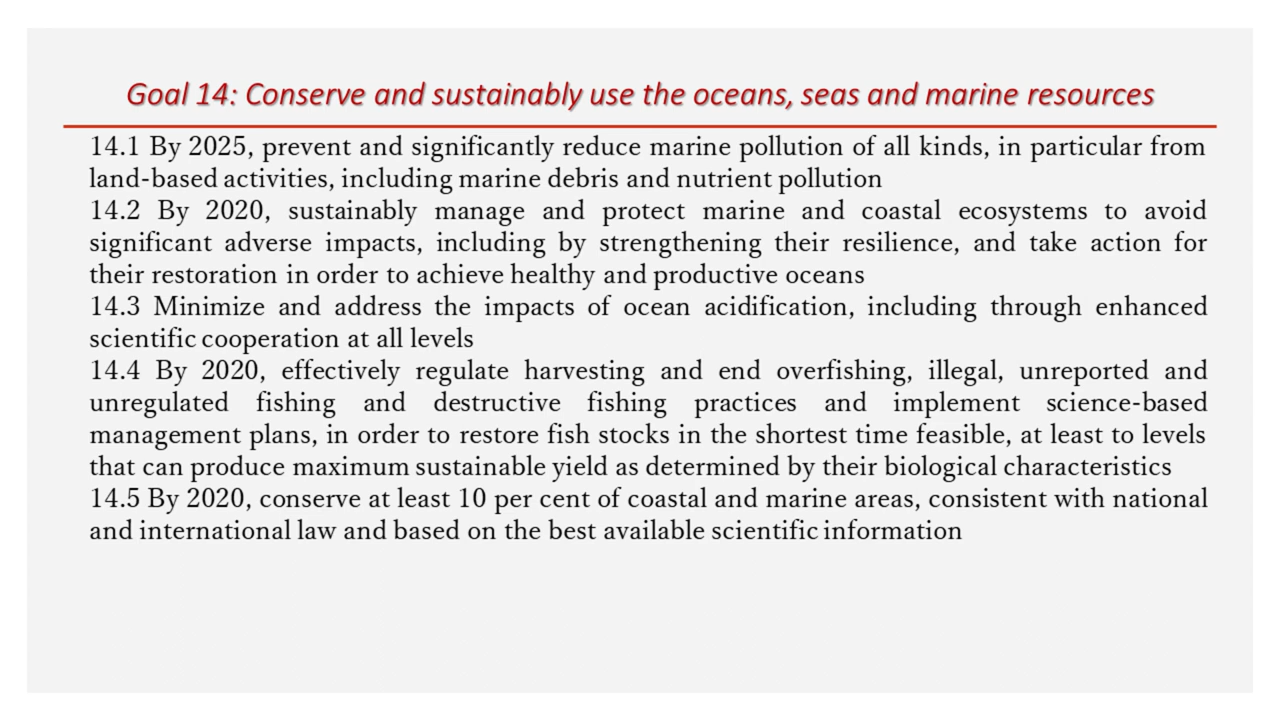 Goal 14: Conserve and sustainably use the oceans, seas and marine resources
14.1 By 2025, prevent and significantly reduce marine pollution of all kinds, in particular from
land-based activities, including marine debris and nutrient pollution
14.2 By 2020, sustainably manage and protect marine and coastal ecosystems to avoid
significant adverse impacts, including by strengthening their resilience, and take action for
their restoration in order to achieve healthy and productive oceans
14.3 Minimize and address the impacts of ocean acidification, including through enhanced
scientific cooperation at all levels
14.4 By 2020, effectively regulate harvesting and end overfishing, illegal, unreported and
unregulated fishing and destructive fishing practices and implement science-based
management plans, in order to restore fish stocks in the shortest time feasible, at least to levels
that can produce maximum sustainable yield as determined by their biological characteristics
14.5 By 2020, conserve at least 10 per cent of coastal and marine areas, consistent with national
and international law and based on the best available scientific information